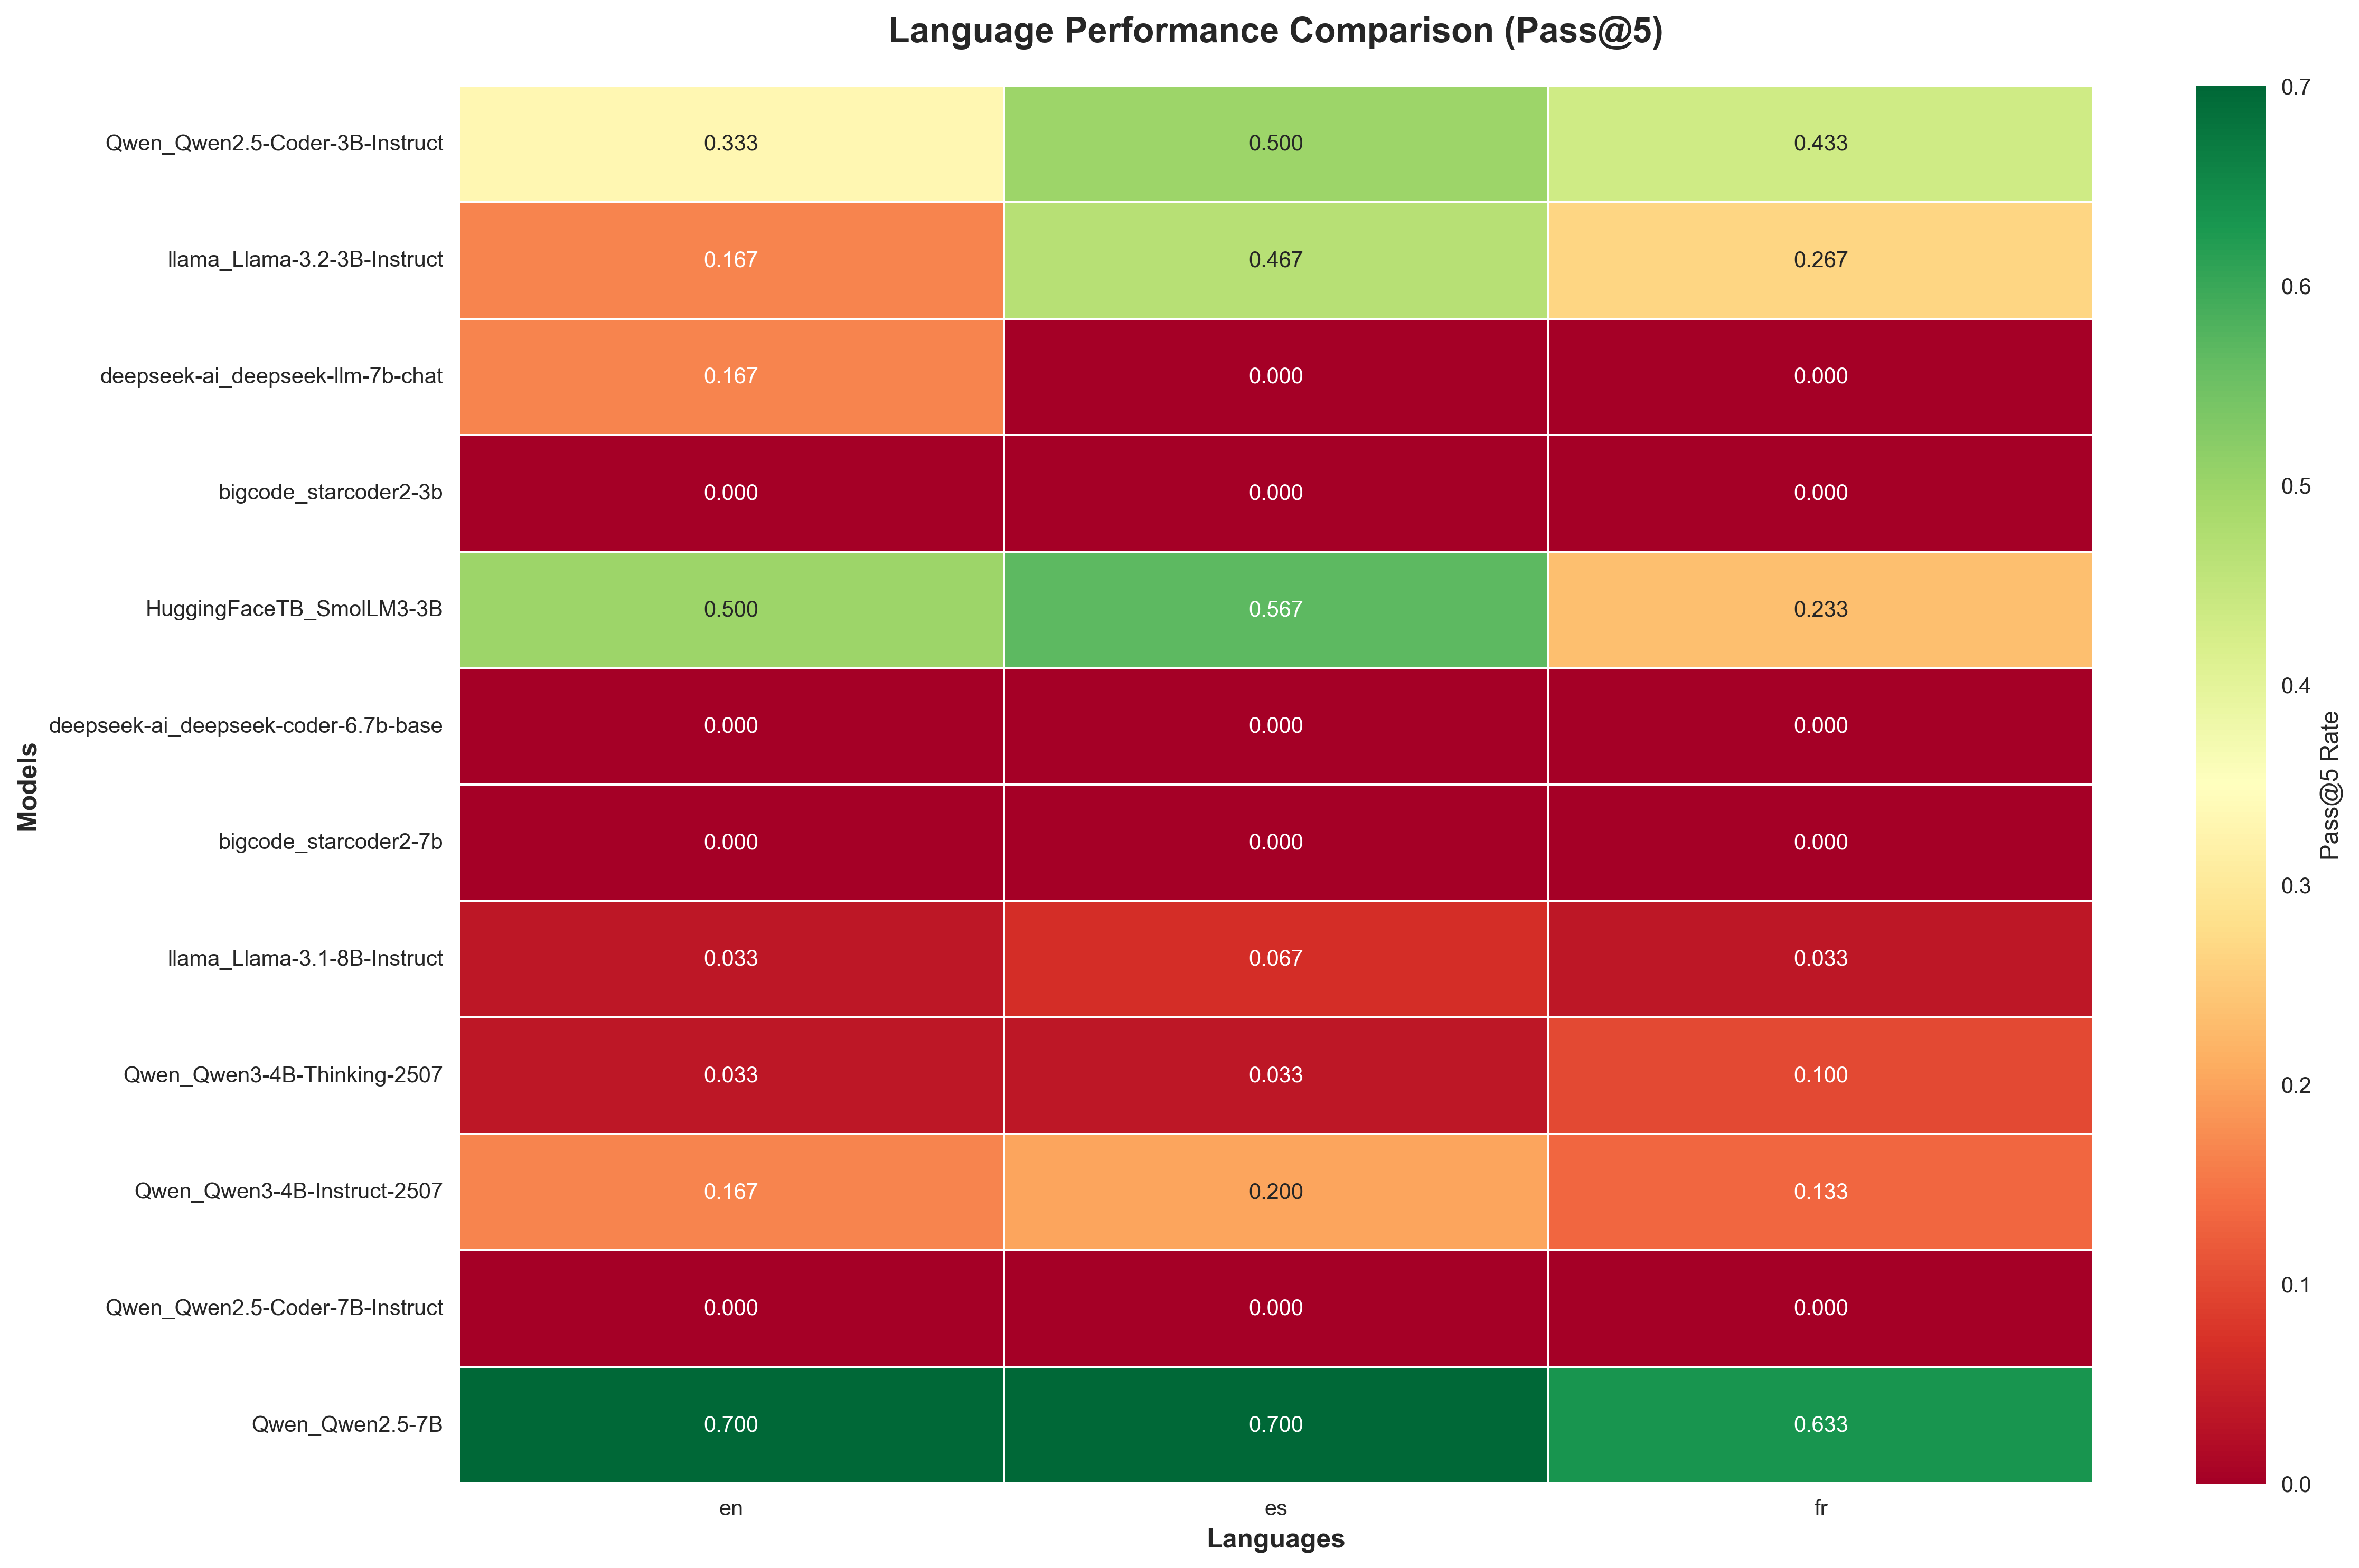 Language Performance Comparison (Pass@5)
Qwen_Qwen2.5-Coder-3B-Instruct 0.333 0.500 0.433
llama_Llama-3.2-3B-Instruct 0.167 0.467 0.267
deepseek-ai_deepseek-llm-7b-chat 0.167 0.000 0.000
bigcode_starcoder2-3b 0.000 0.000 0.000
HuggingFaceTB_SmolLM3-3B 0.500 0.567 0.233
deepseek-ai_deepseek-coder-6.7b-base 0.000 0.000 0.000
bigcode_starcoder2-7b 0.000 0.000 0.000
llama_Llama-3.1-8B-Instruct 0.033 0.067 0.033
Qwen_Qwen3-4B-Thinking-2507 0.033 0.033 0.100
Qwen_Qwen3-4B-Instruct-2507 0.167 0.200 0.133
Qwen_Qwen2.5-Coder-7B-Instruct 0.000 0.000 0.000
Qwen_Qwen2.5-7B 0.700 0.700 0.633
en es fr
Languages
Models
0.7
0.6
0.5
0.4
0.3
0.2
0.1
0.0
Pass@5 Rate